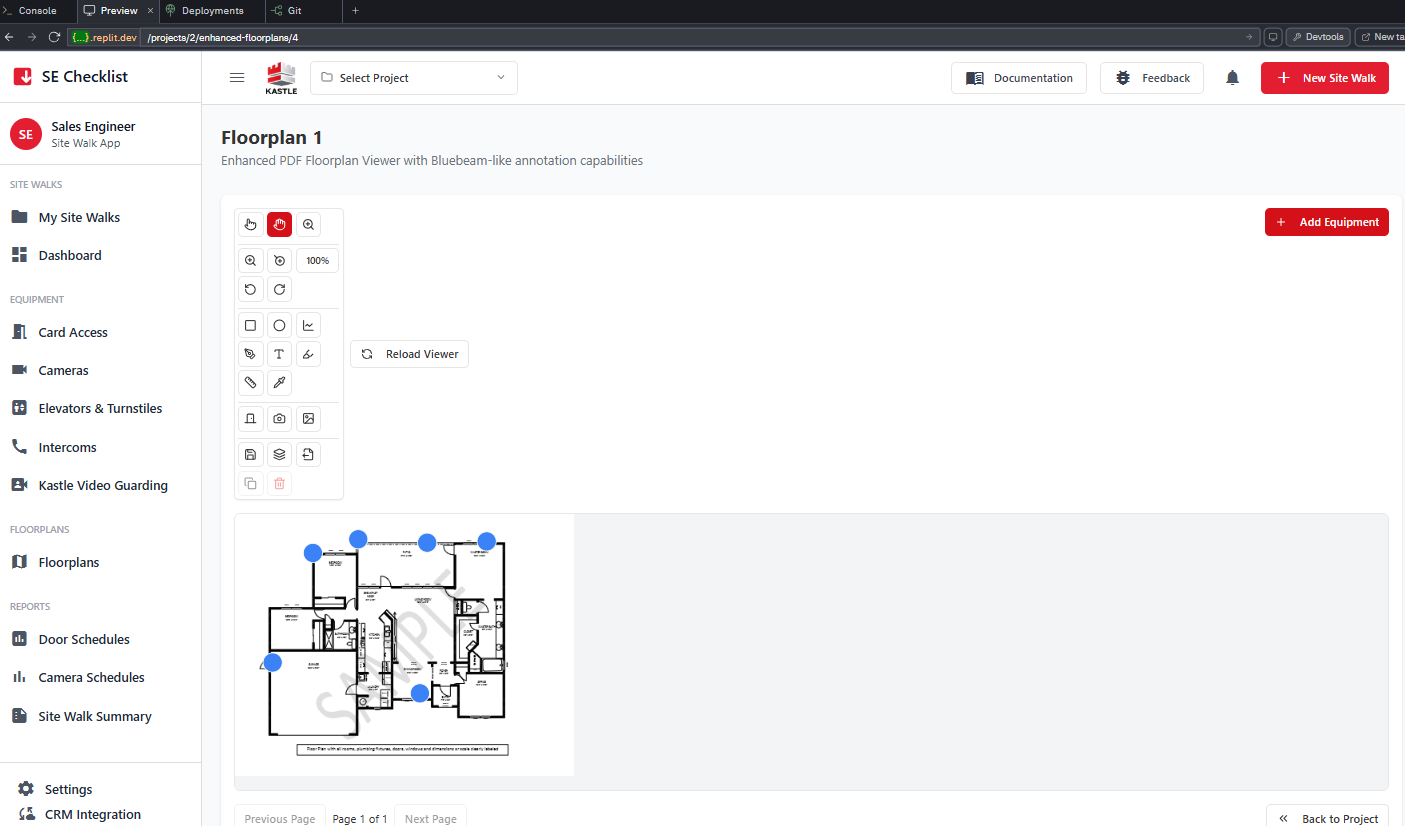 Console
Preview
Deployments
Git
{...}.replit.dev
/projects/2/enhanced-floorplans/4
Devtools
New ta
SE Checklist
KASTLE
Select Project
Documentation
Feedback
New Site Walk
SE
Sales Engineer
Site Walk App
Floorplan 1
Enhanced PDF Floorplan Viewer with Bluebeam-like annotation capabilities
SITE WALKS
My Site Walks
Dashboard
EQUIPMENT
Card Access
Cameras
Elevators & Turnstiles
Intercoms
Kastle Video Guarding
FLOORPLANS
Floorplans
REPORTS
Door Schedules
Camera Schedules
Site Walk Summary
Settings
CRM Integration
Add Equipment
100%
T
Reload Viewer
SAMPLE
Floor Plan with all rooms, plumbing fixtures, doors, windows and dimensions or scale clearly labeled
Previous Page
Page 1 of 1
Next Page
Back to Project